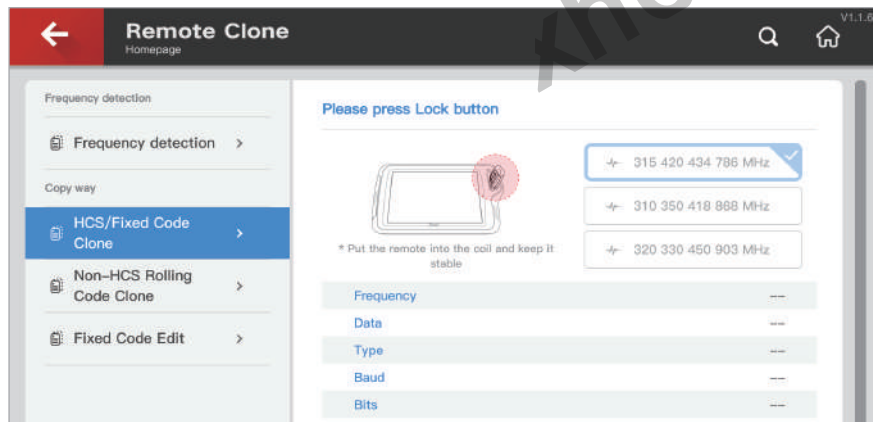 Remote Clone
Homepage
V1.1.6
Frequency detection
Frequency detection
Copy way
HCS/Fixed Code
Clone
Non-HCS Rolling
Code Clone
Fixed Code Edit
Please press Lock button
* Put the remote into the coil and keep it
stable
315 420 434 786 MHz
310 350 418 868 MHz
320 330 450 903 MHz
Frequency --
Data --
Type --
Baud --
Bits --